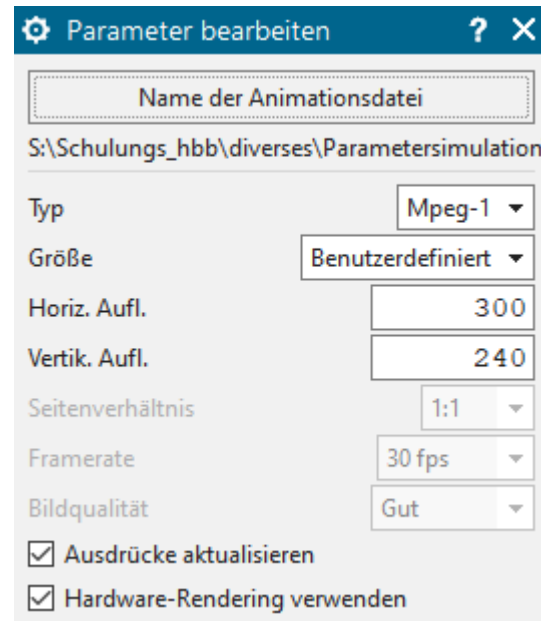 Parameter bearbeiten ?
Name der Animationsdatei
S:\Schulungs_hbb\diverses\Parametersimulation
Typ Mpeg-1
Größe Benutzerdefiniert
Horiz. Aufl. 300
Vertik. Aufl. 240
Seitenverhältnis 1:1
Framerate 30 fps
Bildqualität Gut
Ausdrücke aktualisieren
Hardware-Rendering verwenden